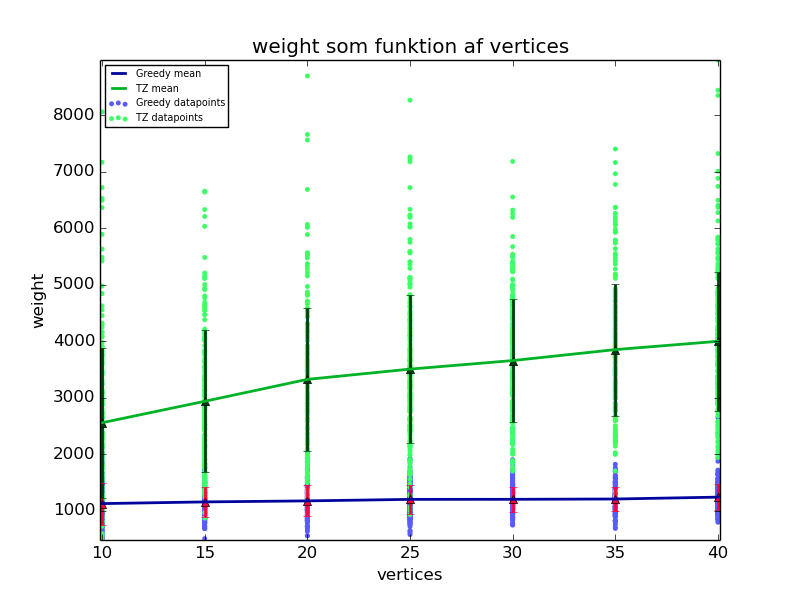 weight som funktion af vertices
Greedy mean
TZ mean
Greedy datapoints
TZ datapoints
8000
7000
6000
5000
4000
3000
2000
1000
weight
10 15 20 25 30 35 40
vertices